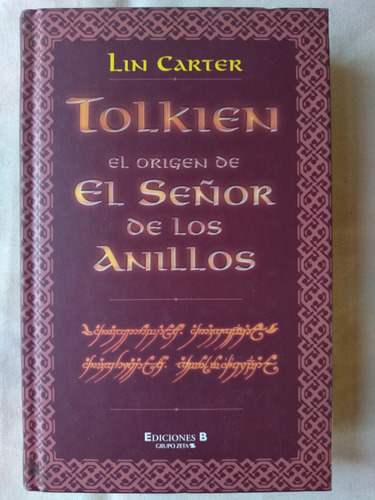 LIN CARTER
TOLKIEN
EL ORIGEN DE
EL SEÑOR
DE LOS
ANILLOS
EDICIONES B
GRUPO ZETA